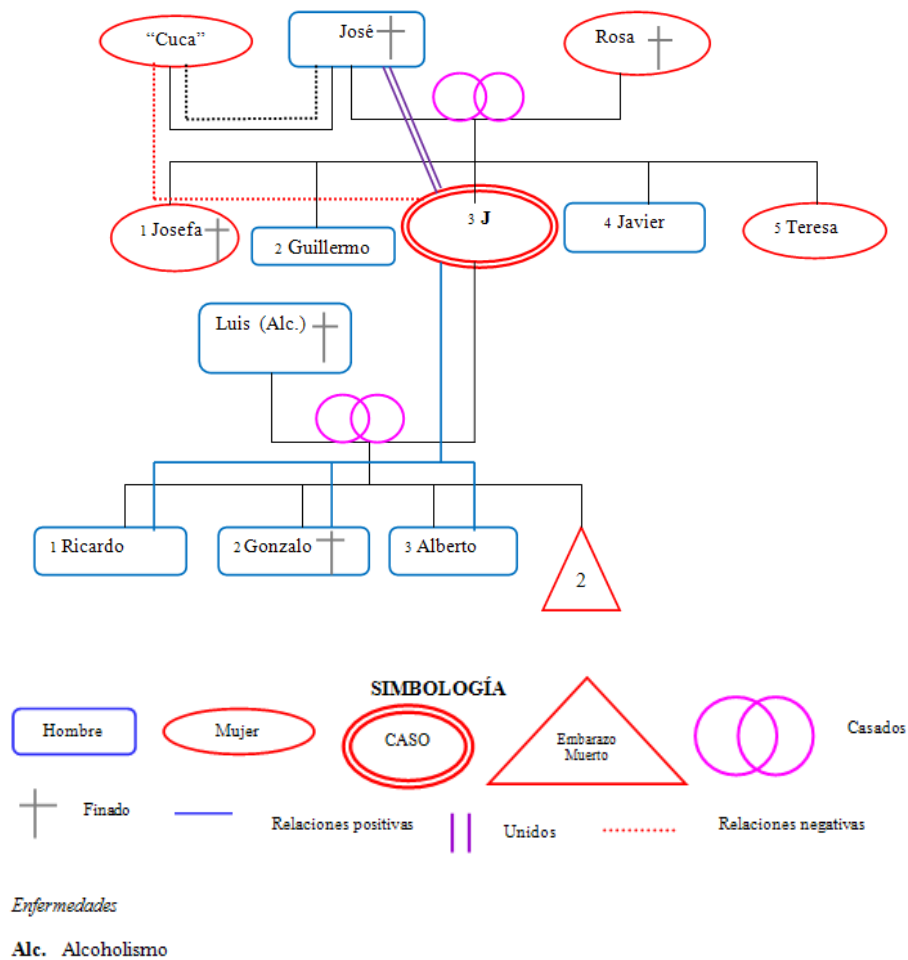 “Cuca”
José
Rosa
1 Josefa
2 Guillermo
3 J
4 Javier
5 Teresa
Luis (Alc.)
1 Ricardo
2 Gonzalo
3 Alberto
2
SIMBOLOGÍA
Hombre
Mujer
CASO
Embarazo
Muerto
Casados
Finado
Relaciones positivas
Unidos
Relaciones negativas
Enfermedades
Alc. Alcoholismo